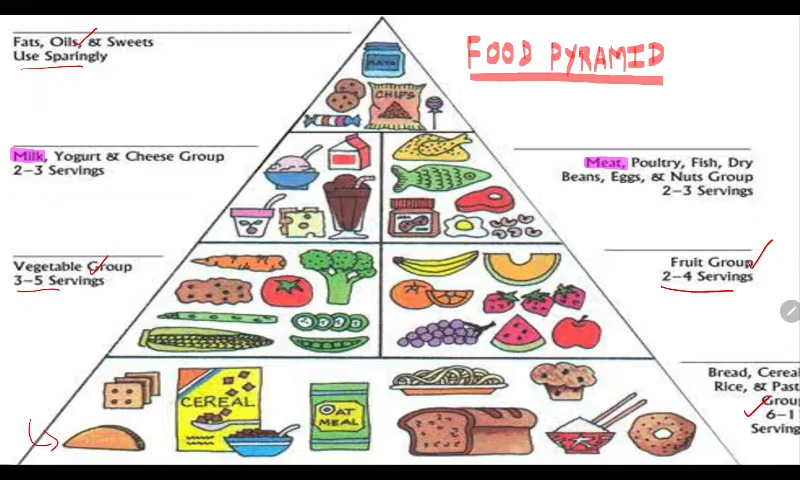 FOOD PYRAMID
Fats, Oils, & Sweets
Use Sparingly
MAYO
CHIPS
Milk, Yogurt & Cheese Group
2–3 Servings
Meat, Poultry, Fish, Dry
Beans, Eggs, & Nuts Group
2–3 Servings
Vegetable Group
3–5 Servings
Fruit Group
2–4 Servings
Bread, Cereal
Rice, & Past
Group
6–1
Serving
CEREAL
OAT
MEAL